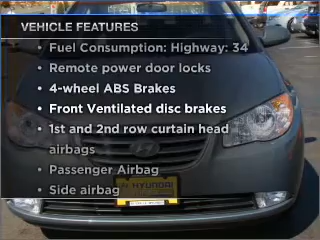 VEHICLE FEATURES
• Fuel Consumption: Highway: 34
• Remote power door locks
• 4-wheel ABS Brakes
• Front Ventilated disc brakes
• 1st and 2nd row curtain head
airbags
• Passenger Airbag
• Side airbag
HYUNDAI